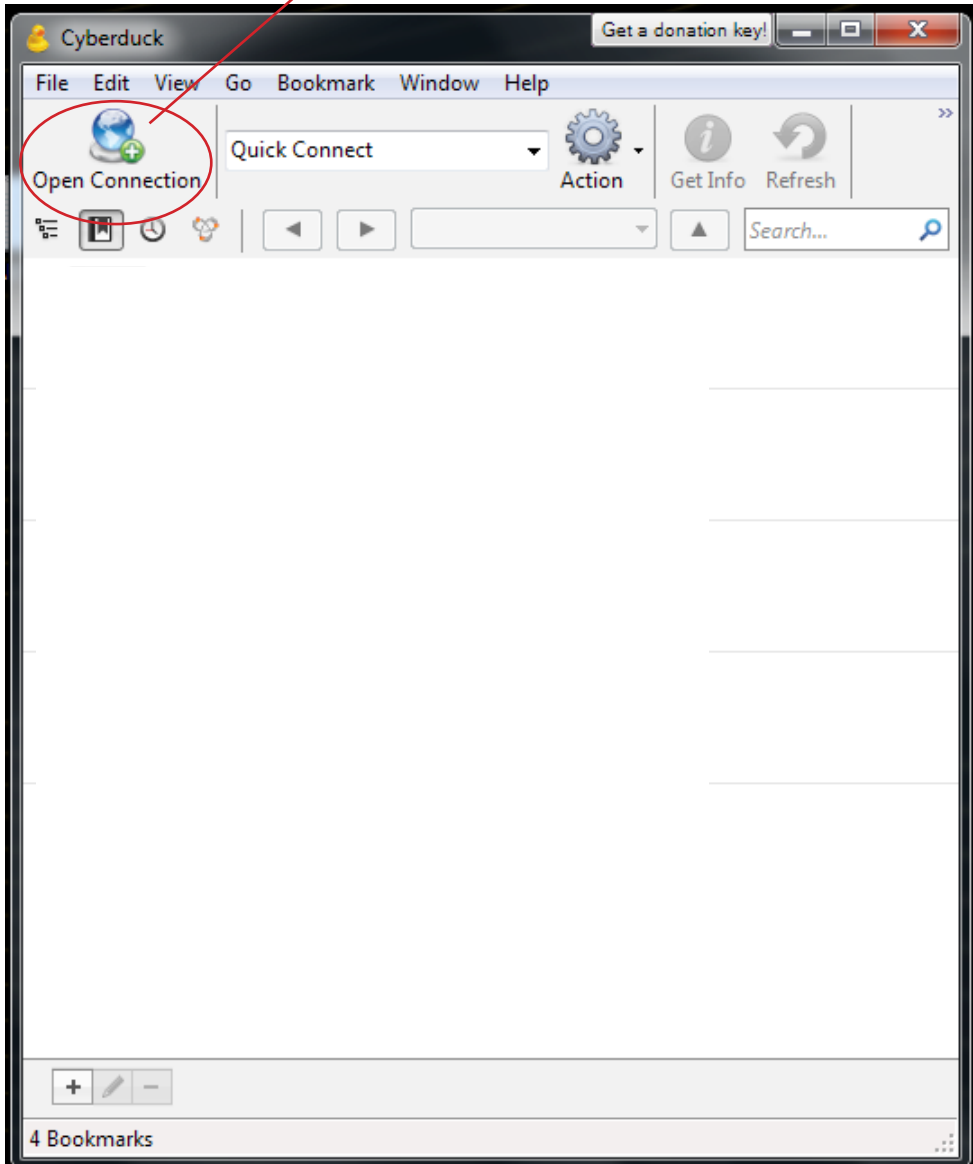 Cyberduck Get a donation key!
File Edit View Go Bookmark Window Help
Quick Connect
Open Connection Action Get Info Refresh
Search...
4 Bookmarks